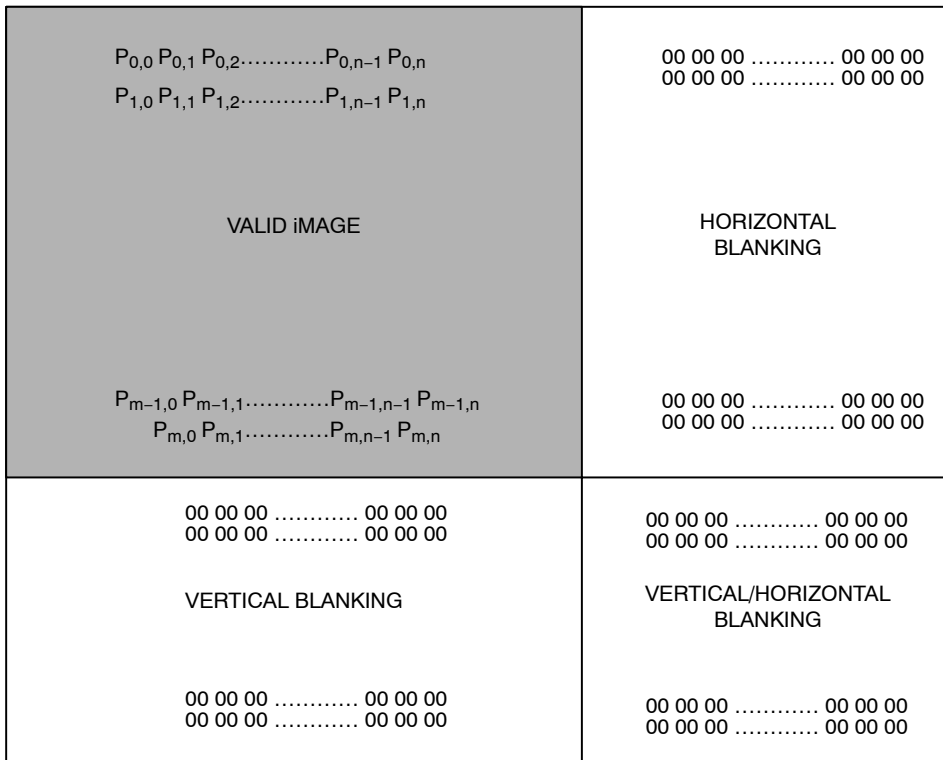 P0,0 P0,1 P0,2............P0,n−1 P0,n
P1,0 P1,1 P1,2............P1,n−1 P1,n
VALID iMAGE
Pm−1,0 Pm−1,1............Pm−1,n−1 Pm−1,n
Pm,0 Pm,1............Pm,n−1 Pm,n
00 00 00 ............ 00 00 00
00 00 00 ............ 00 00 00
HORIZONTAL
BLANKING
00 00 00 ............ 00 00 00
00 00 00 ............ 00 00 00
00 00 00 ............ 00 00 00
00 00 00 ............ 00 00 00
VERTICAL BLANKING
00 00 00 ............ 00 00 00
00 00 00 ............ 00 00 00
00 00 00 ............ 00 00 00
00 00 00 ............ 00 00 00
VERTICAL/HORIZONTAL
BLANKING
00 00 00 ............ 00 00 00
00 00 00 ............ 00 00 00